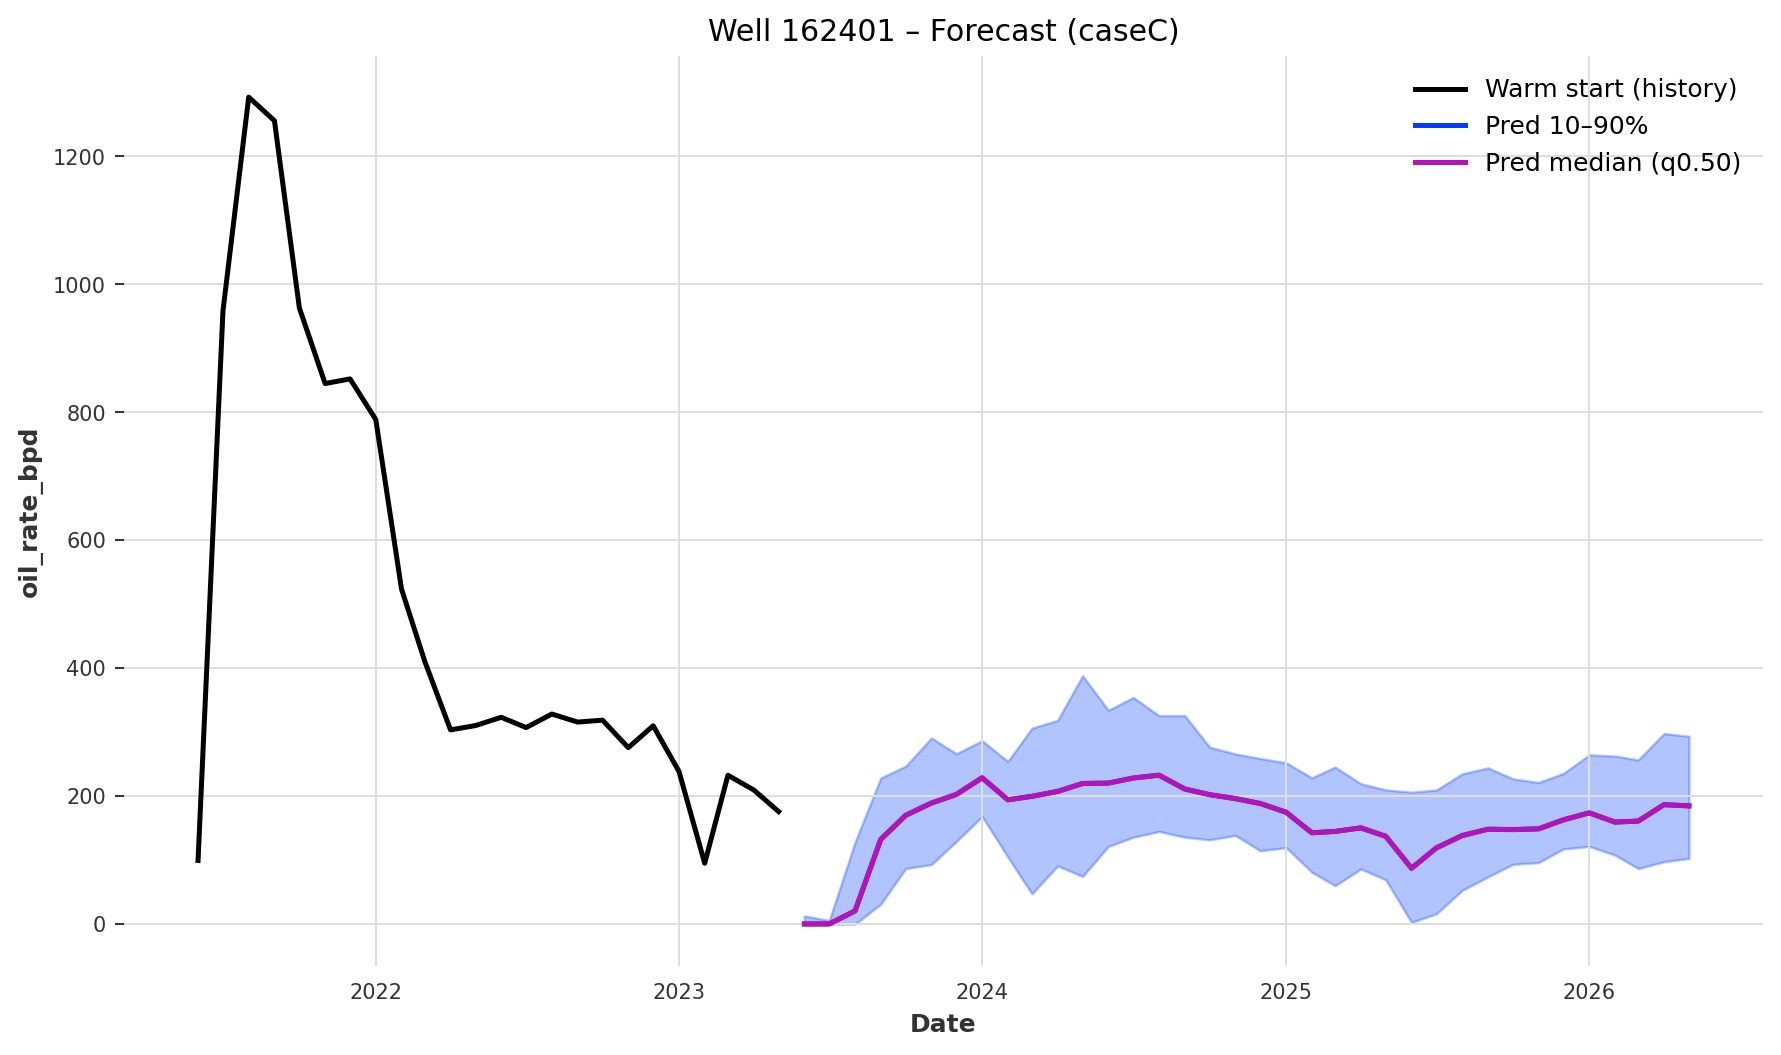 Well 162401 – Forecast (caseC)
Warm start (history)
Pred 10–90%
Pred median (q0.50)
oil_rate_bpd
1200
1000
800
600
400
200
0
2022
2023
2024
2025
2026
Date